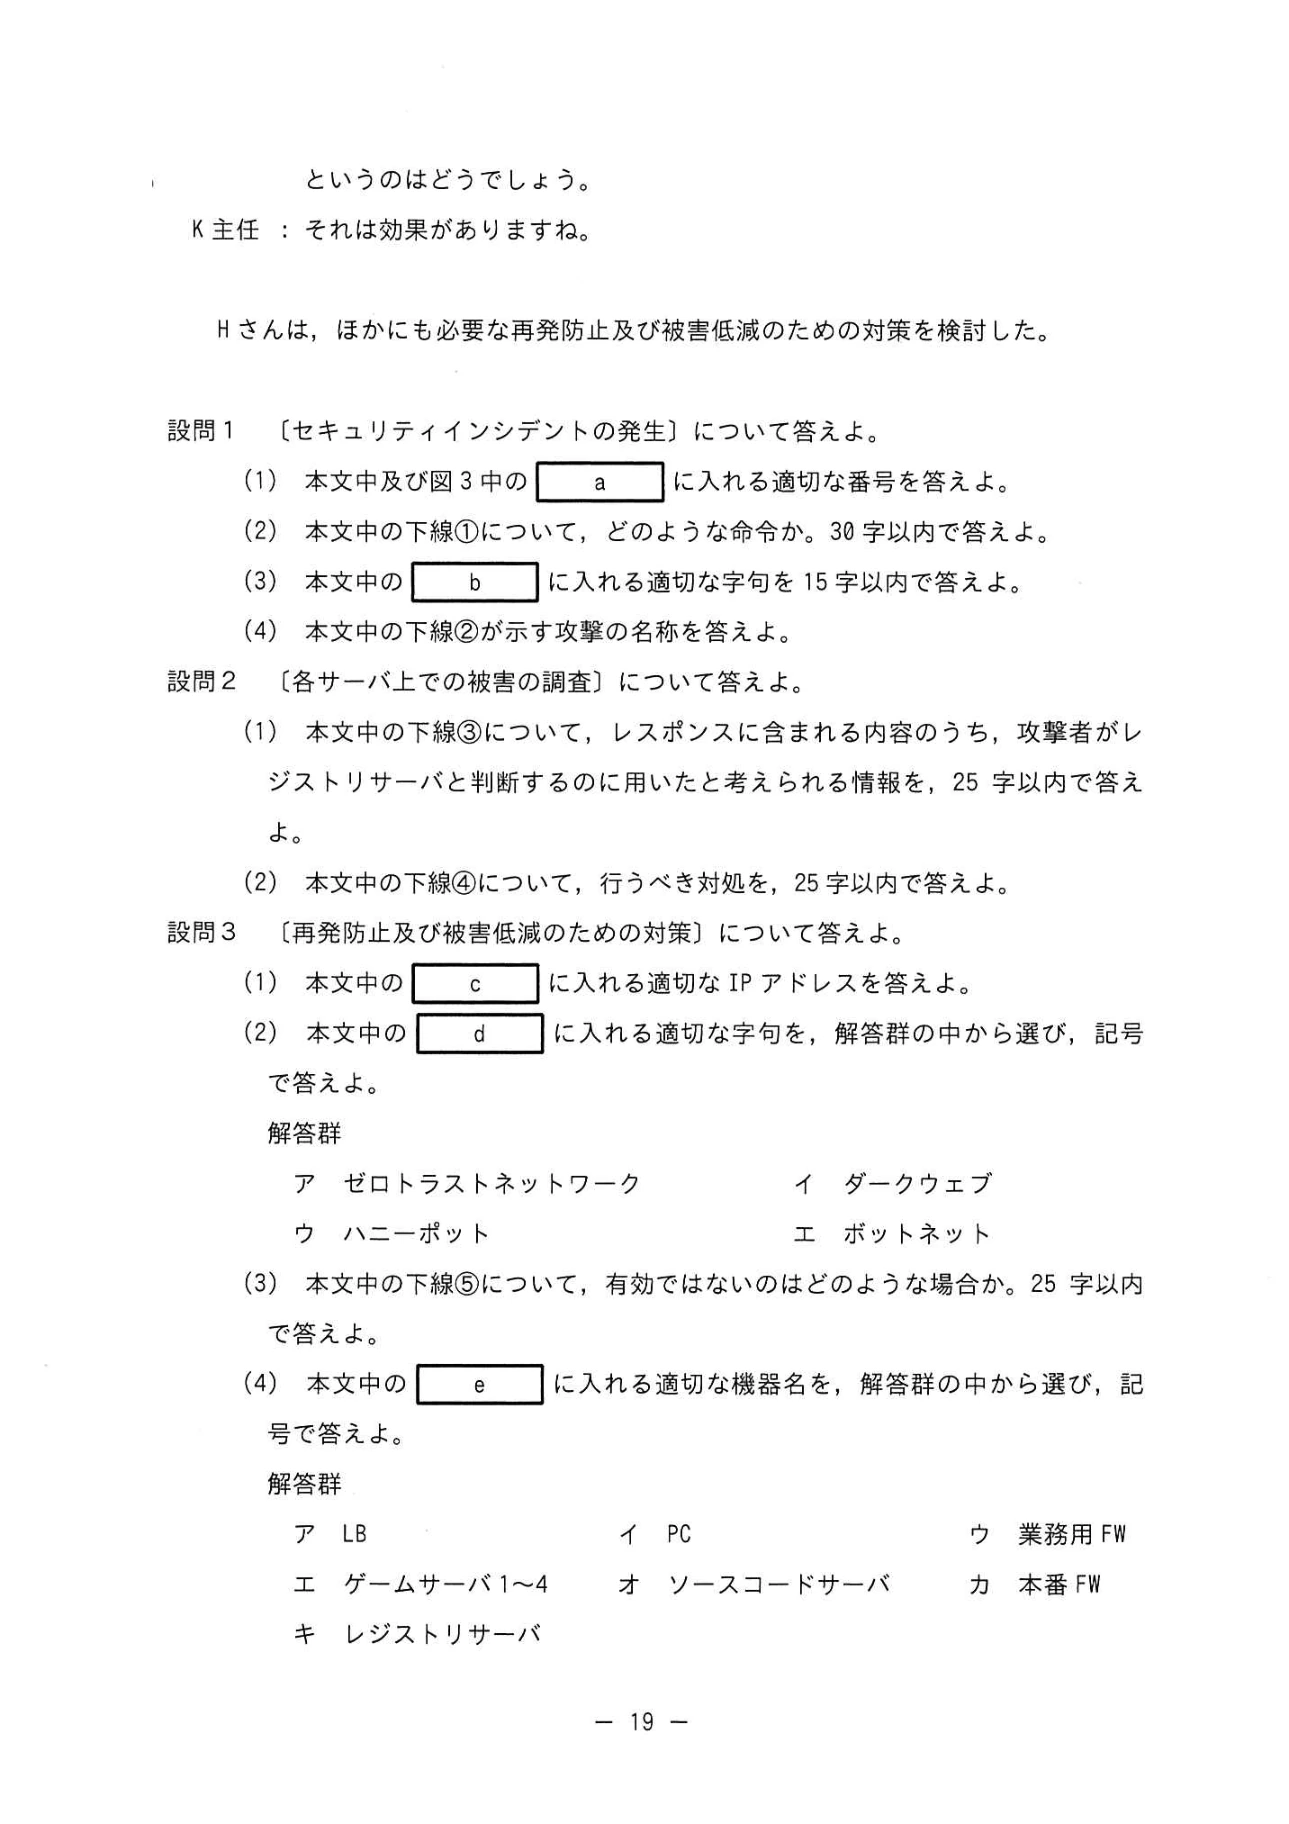 というのはどうでしょう。
K 主任 ： それは効果がありますね。
H さんは，ほかにも必要な再発防止及び被害低減のための対策を検討した。
設問１ 〔セキュリティインシデントの発生〕について答えよ。
(1) 本文中及び図 3 中の a に入れる適切な番号を答えよ。
(2) 本文中の下線①について，どのような命令か。30 字以内で答えよ。
(3) 本文中の b に入れる適切な字句を 15 字以内で答えよ。
(4) 本文中の下線②が示す攻撃の名称を答えよ。
設問２ 〔各サーバ上での被害の調査〕について答えよ。
(1) 本文中の下線③について，レスポンスに含まれる内容のうち，攻撃者がレ
ジストリサーバと判断するのに用いたと考えられる情報を，25 字以内で答え
よ。
(2) 本文中の下線④について，行うべき対処を，25 字以内で答えよ。
設問３ 〔再発防止及び被害低減のための対策〕について答えよ。
(1) 本文中の c に入れる適切な IP アドレスを答えよ。
(2) 本文中の d に入れる適切な字句を，解答群の中から選び，記号
で答えよ。
解答群
ア ゼロトラストネットワーク イ ダークウェブ
ウ ハニーポット エ ボットネット
(3) 本文中の下線⑤について，有効ではないのはどのような場合か。25 字以内
で答えよ。
(4) 本文中の e に入れる適切な機器名を，解答群の中から選び，記
号で答えよ。
解答群
ア LB イ PC ウ 業務用 FW
エ ゲームサーバ 1～4 オ ソースコードサーバ カ 本番 FW
キ レジストリサーバ
－ 19 －